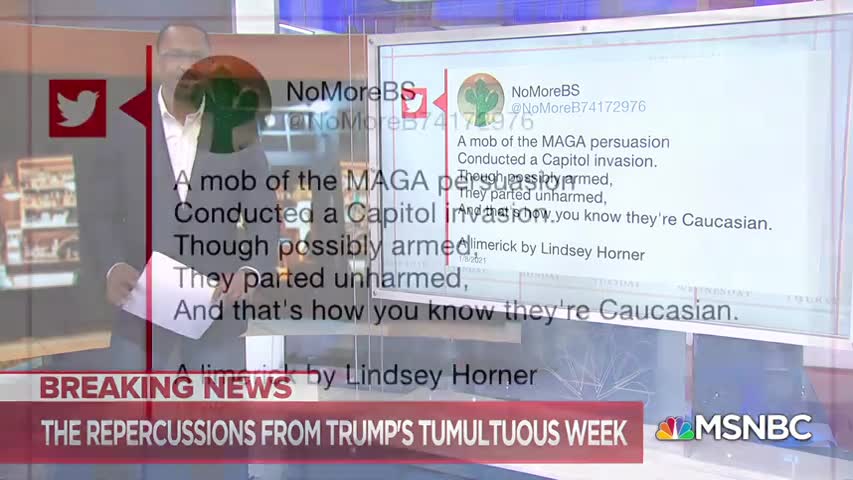 NoMoreBS
@NoMoreB74172976
A mob of the MAGA persuasion
Conducted a Capitol invasion.
Though possibly armed,
They parted unharmed,
And that's how you know they're Caucasian.
A limerick by Lindsey Horner
NoMoreBS
@NoMoreB74172976
A mob of the MAGA persuasion
Conducted a Capitol invasion.
Though possibly armed,
They parted unharmed,
And that's how you know they're Caucasian.
A limerick by Lindsey Horner
1/8/2021
WEDNESDAY
BREAKING NEWS
THE REPERCUSSIONS FROM TRUMP'S TUMULTUOUS WEEK
MSNBC